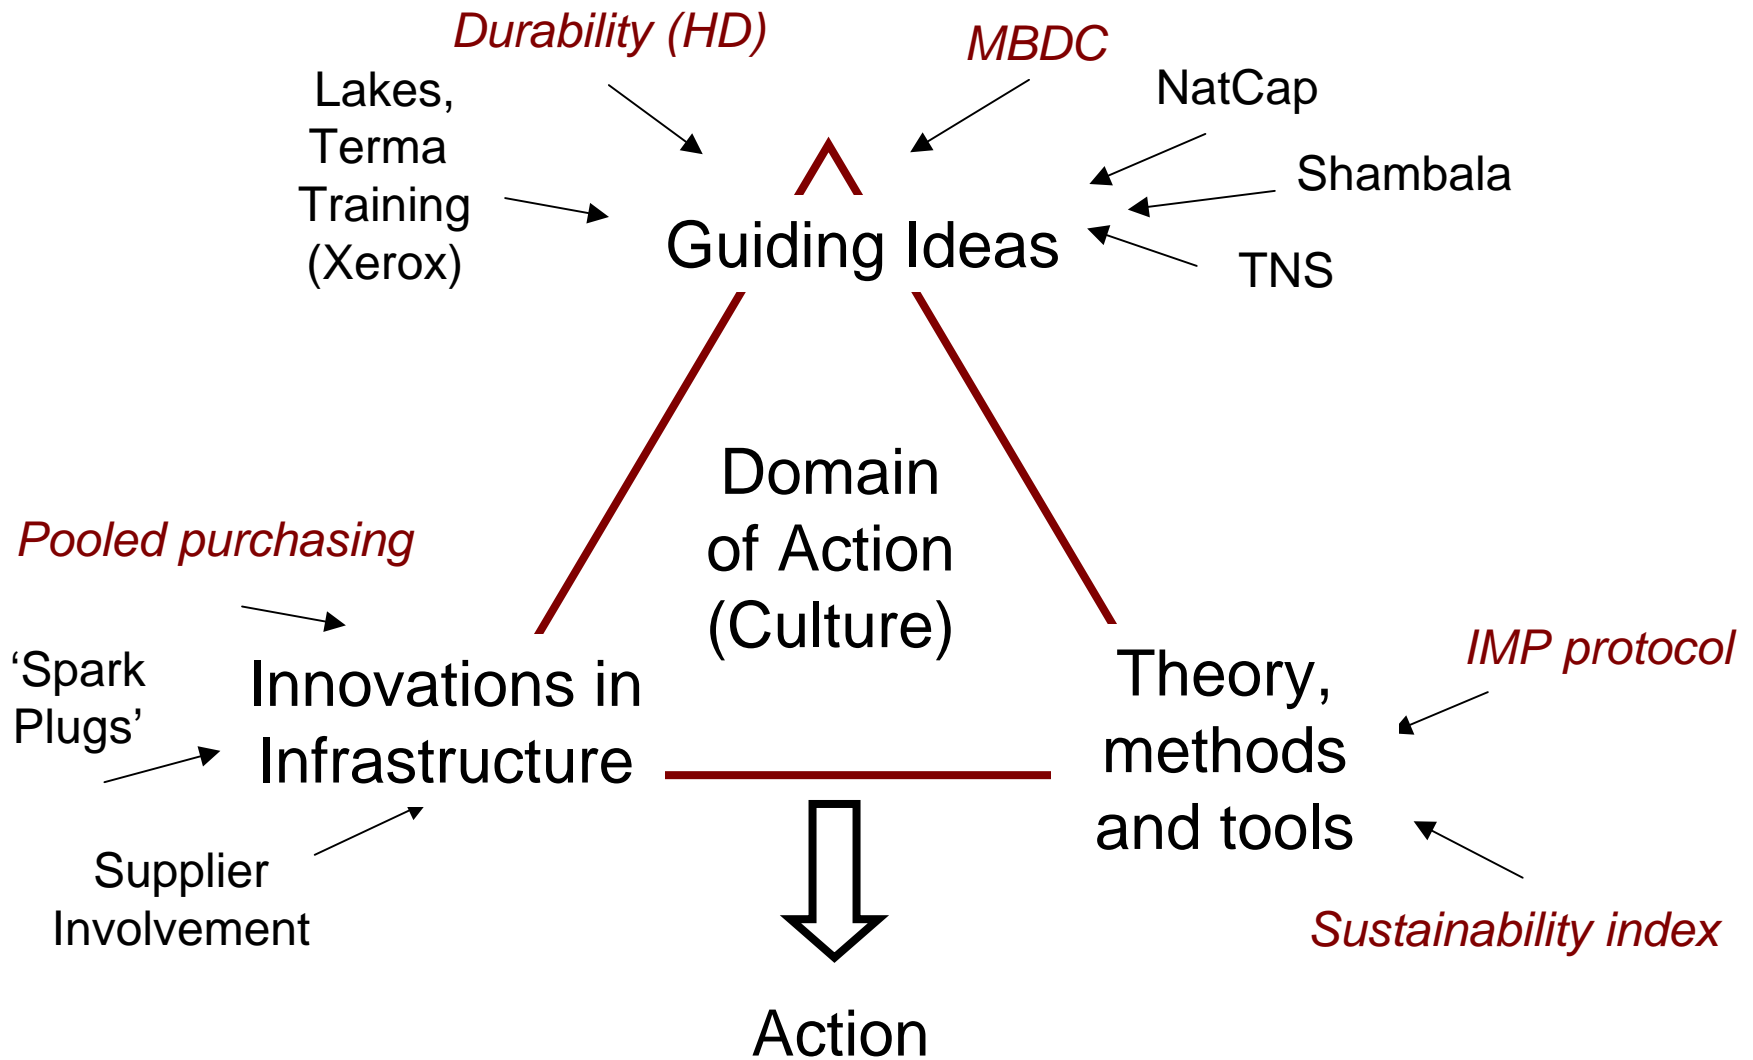 Durability (HD)
MBDC
Lakes,
Terma
Training
(Xerox)
NatCap
Shambala
TNS
Guiding Ideas
Domain
of Action
(Culture)
Pooled purchasing
‘Spark
Plugs’
Innovations in
Infrastructure
Supplier
Involvement
IMP protocol
Theory,
methods
and tools
Sustainability index
Action